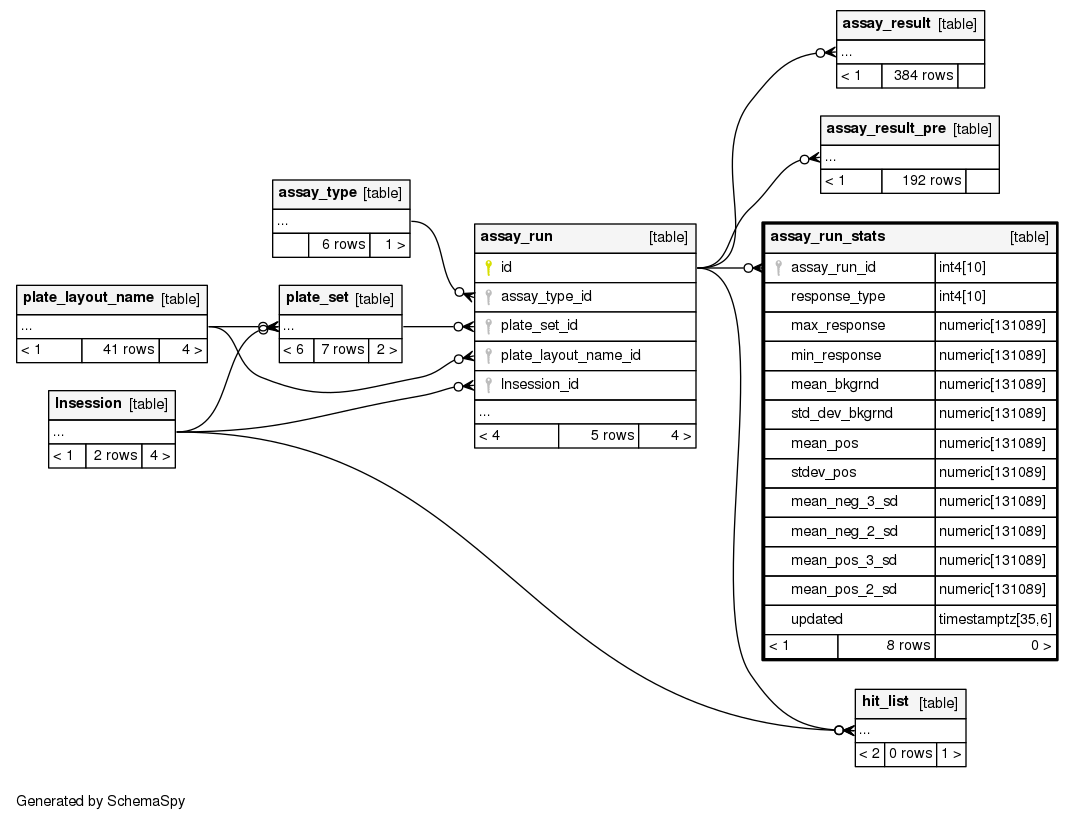 assay_result [table]
...
< 1 384 rows
assay_result_pre [table]
...
< 1 192 rows
assay_type [table]
...
6 rows 1 >
assay_run [table]
id
assay_type_id
plate_set_id
plate_layout_name_id
lnsession_id
...
< 4 5 rows 4 >
assay_run_stats [table]
assay_run_id int4[10]
response_type int4[10]
max_response numeric[131089]
min_response numeric[131089]
mean_bkgrnd numeric[131089]
std_dev_bkgrnd numeric[131089]
mean_pos numeric[131089]
stdev_pos numeric[131089]
mean_neg_3_sd numeric[131089]
mean_neg_2_sd numeric[131089]
mean_pos_3_sd numeric[131089]
mean_pos_2_sd numeric[131089]
updated timestamptz[35,6]
< 1 8 rows 0 >
plate_layout_name [table]
...
< 1 41 rows 4 >
plate_set [table]
...
< 6 7 rows 2 >
lnsession [table]
...
< 1 2 rows 4 >
hit_list [table]
...
< 2 0 rows 1 >
Generated by SchemaSpy